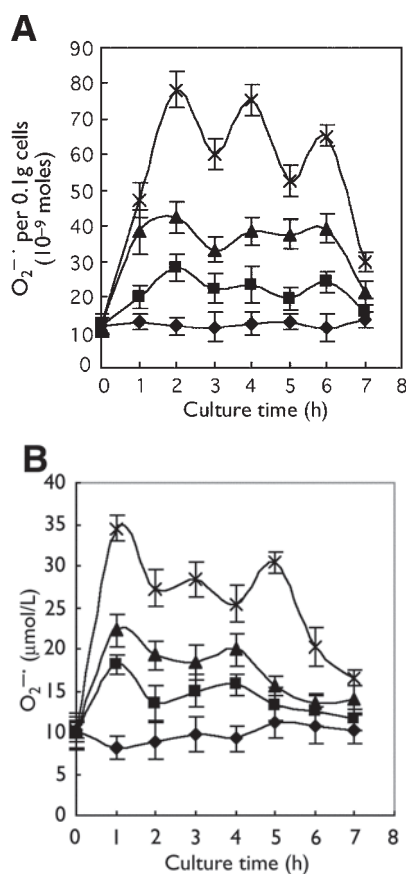 A
O₂⁻· per 0.1g cells
(10⁻⁹ moles)
90
80
70
60
50
40
30
20
10
0
0 1 2 3 4 5 6 7 8
Culture time (h)
B
O₂⁻· (μmol/L)
40
35
30
25
20
15
10
5
0
0 1 2 3 4 5 6 7 8
Culture time (h)